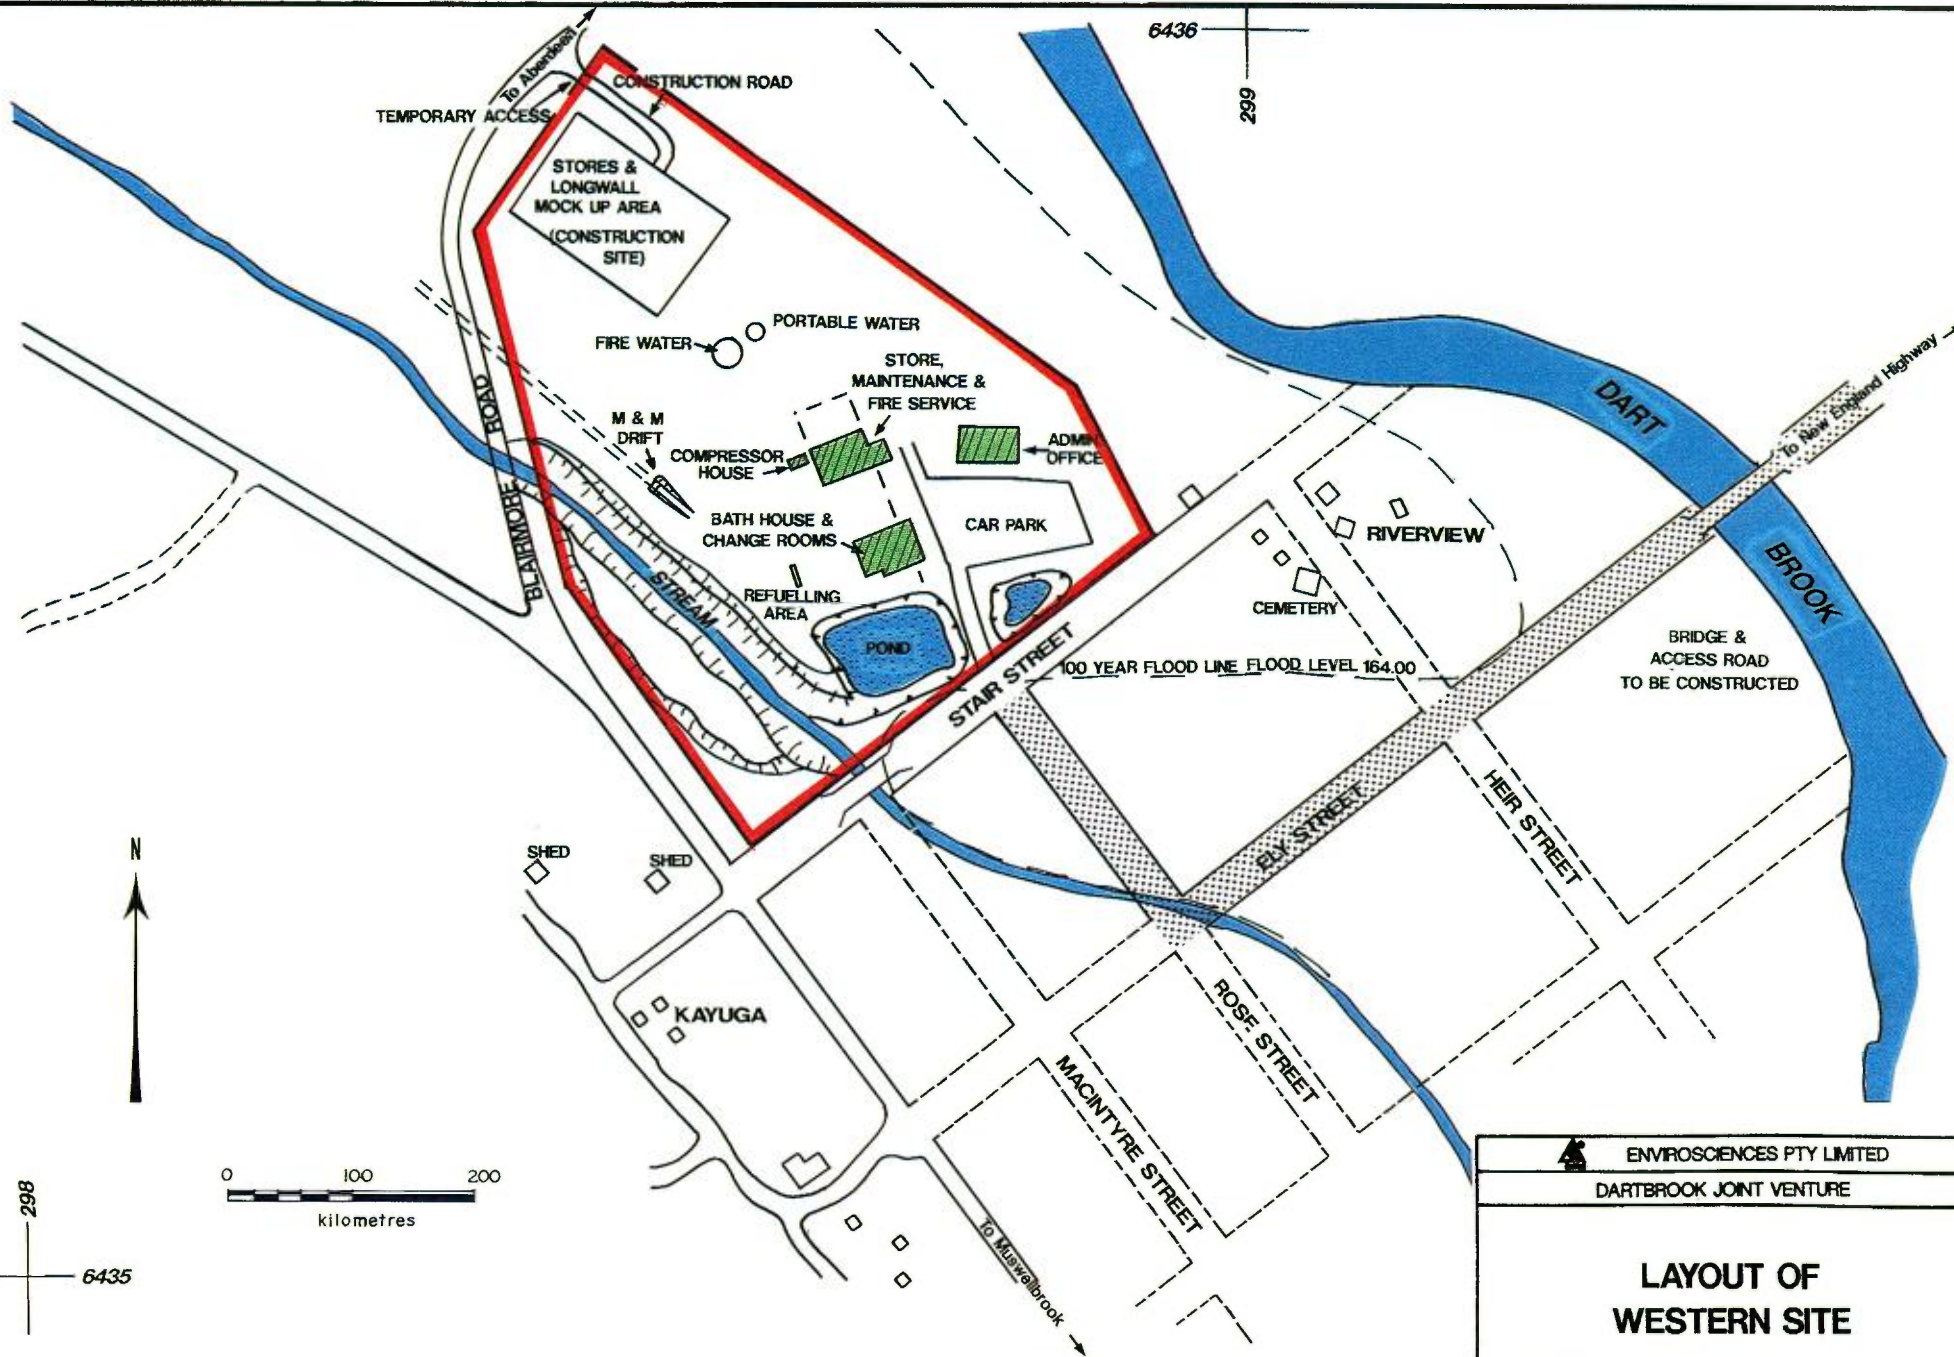 6436
299
To Aberdeen
CONSTRUCTION ROAD
TEMPORARY ACCESS
STORES &
LONGWALL
MOCK UP AREA
(CONSTRUCTION
SITE)
PORTABLE WATER
FIRE WATER
STORE,
MAINTENANCE &
FIRE SERVICE
M & M
DRIFT
COMPRESSOR
HOUSE
ADMIN
OFFICE
BATH HOUSE &
CHANGE ROOMS
CAR PARK
REFUELLING
AREA
POND
STREAM
BLAIRMORE ROAD
STAIR STREET
RIVERVIEW
CEMETERY
100 YEAR FLOOD LINE FLOOD LEVEL 164.00
DART
BROOK
To New England Highway
BRIDGE &
ACCESS ROAD
TO BE CONSTRUCTED
ELY STREET
HEIR STREET
ROSE STREET
MACINTYRE STREET
SHED
SHED
KAYUGA
To Muswellbrook
N
0 100 200
kilometres
298
6435
ENVIROSCIENCES PTY LIMITED
DARTBROOK JOINT VENTURE
LAYOUT OF
WESTERN SITE